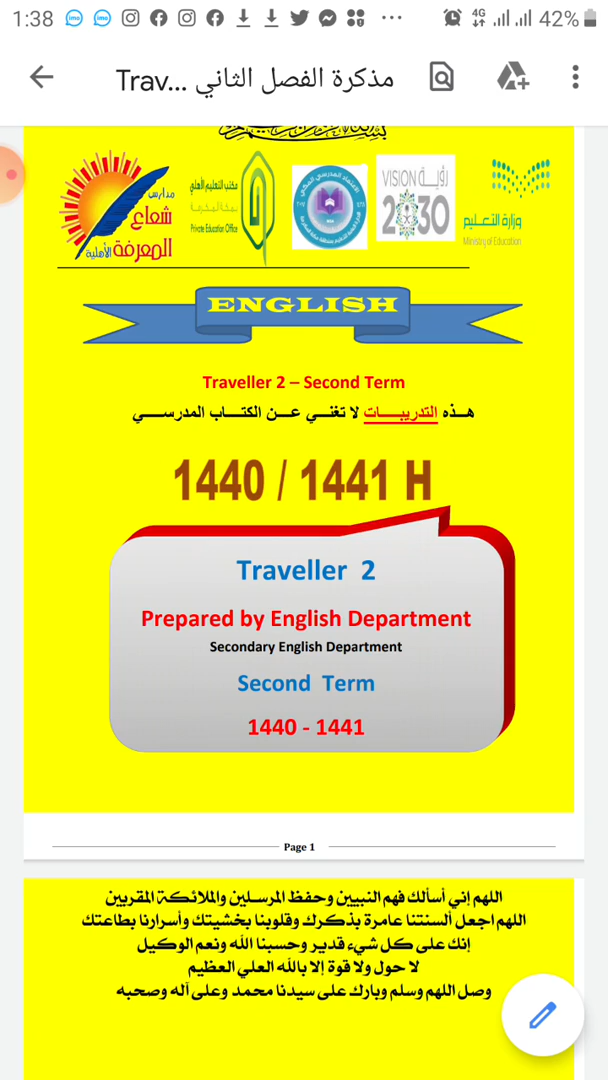 1:38
imo
imo
4G
42%
مذكرة الفصل الثاني ...Trav
مدارس
شعاع
المعرفة الأهلية
مكتب التعليم الأهلي
Private Education Office
VISION رؤية
2030
وزارة التعليم
Ministry of Education
ENGLISH
Traveller 2 – Second Term
هذه التدريبات لا تغني عن الكتاب المدرسي
1440 / 1441 H
Traveller 2
Prepared by English Department
Secondary English Department
Second Term
1440 - 1441
Page 1
اللهم إني أسألك فهم النبيين وحفظ المرسلين والملائكة المقربين
اللهم اجعل ألسنتنا عامرة بذكرك وقلوبنا بخشيتك وأسرارنا بطاعتك
إنك على كل شيء قدير وحسبنا الله ونعم الوكيل
لا حول ولا قوة إلا بالله العلي العظيم
وصل اللهم وسلم وبارك على سيدنا محمد وعلى آله وصحبه